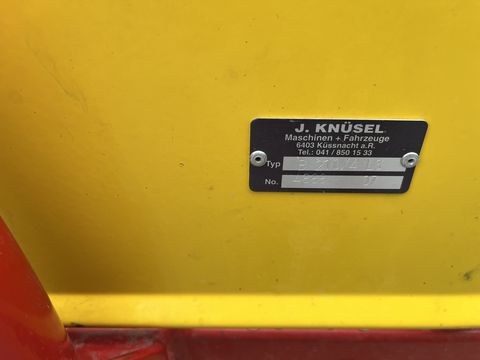 J. KNÜSEL
Maschinen + Fahrzeuge
6403 Küssnacht a.R.
Tel.: 041 / 850 15 33
Typ
No.